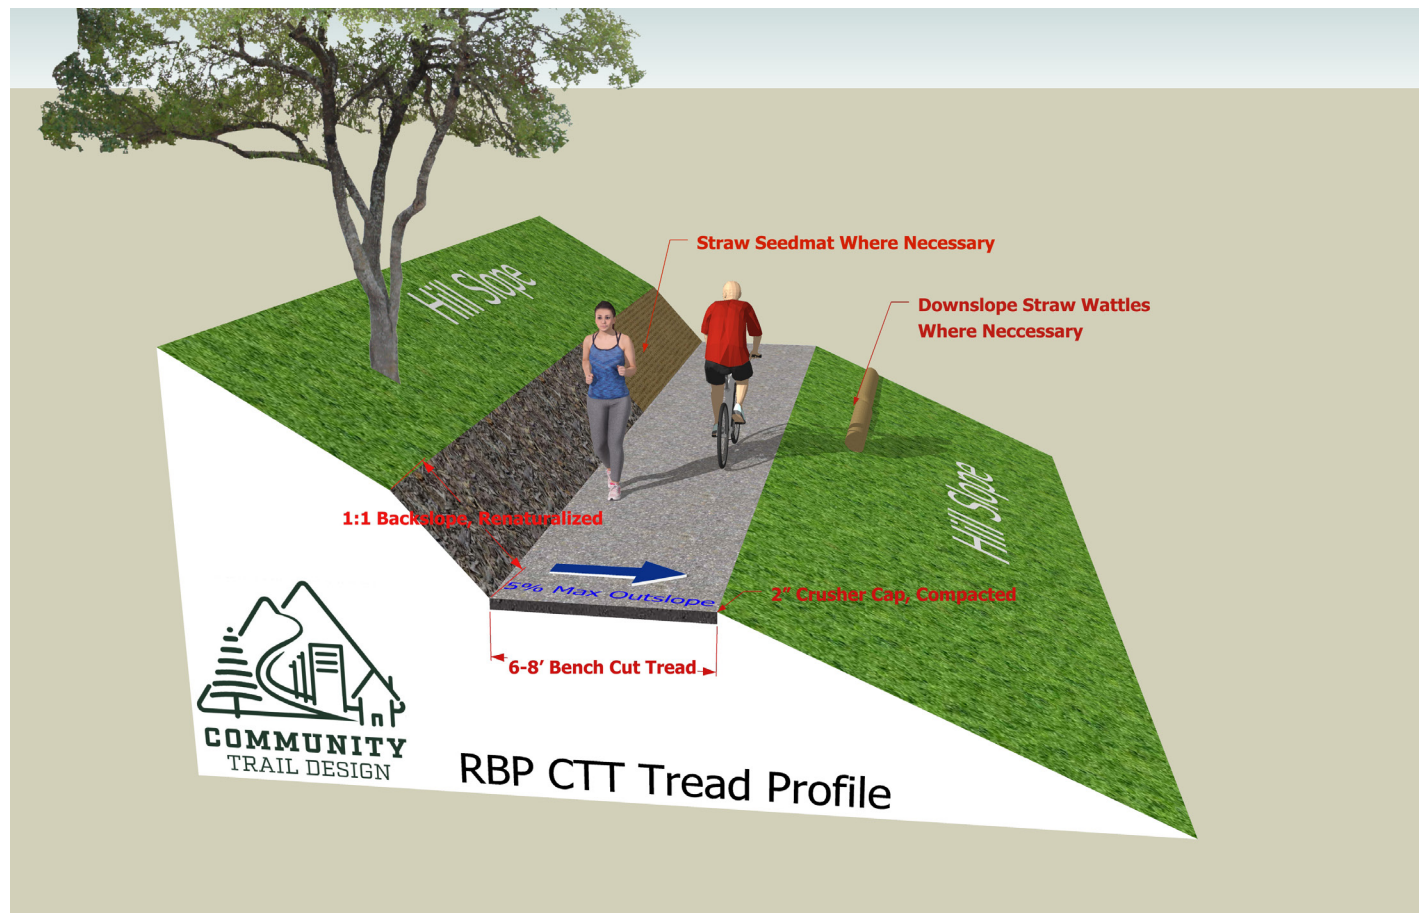 Hill Slope
Straw Seedmat Where Necessary
Downslope Straw Wattles
Where Neccessary
Hill Slope
1:1 Backslope, Renaturalized
5% Max Outslope
2" Crusher Cap, Compacted
6-8' Bench Cut Tread
COMMUNITY
TRAIL DESIGN
RBP CTT Tread Profile